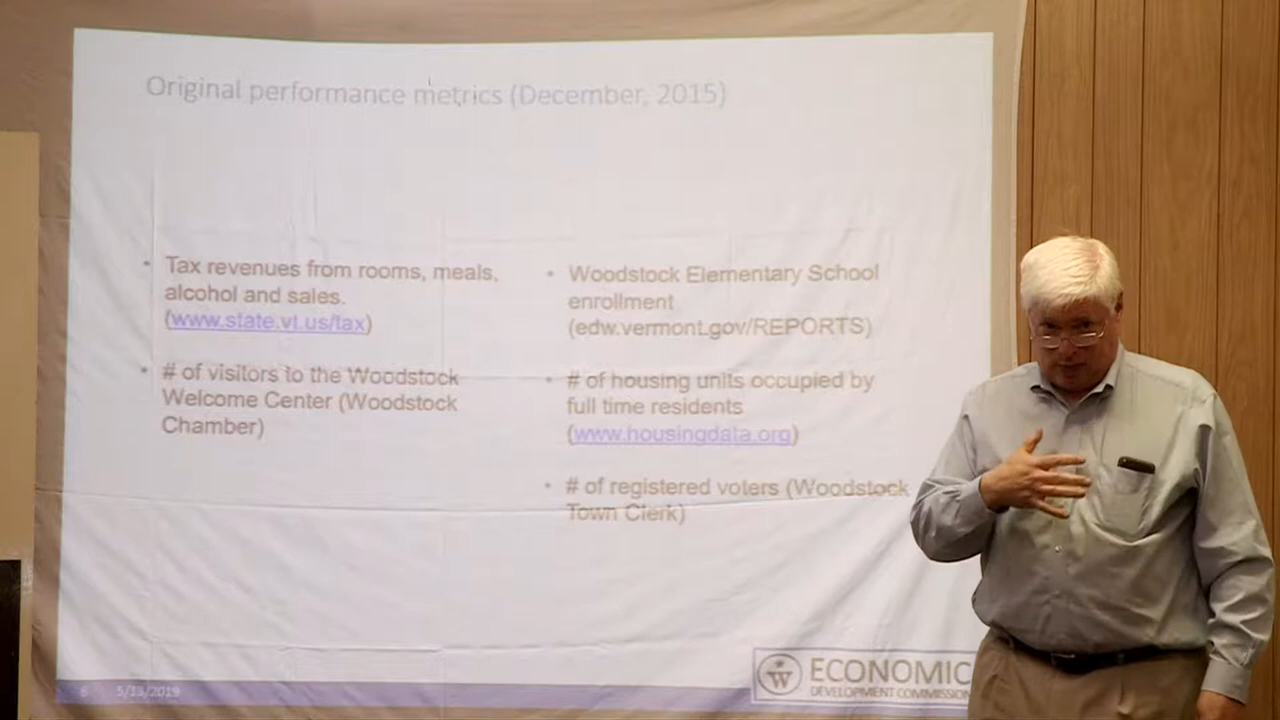 Original performance metrics (December, 2015)
• Tax revenues from rooms, meals,
alcohol and sales.
(www.state.vt.us/tax)
• # of visitors to the Woodstock
Welcome Center (Woodstock
Chamber)
• Woodstock Elementary School
enrollment
(edw.vermont.gov/REPORTS)
• # of housing units occupied by
full time residents
(www.housingdata.org)
• # of registered voters (Woodstock
Town Clerk)
6 5/13/2019
W
ECONOMIC
DEVELOPMENT COMMISSION